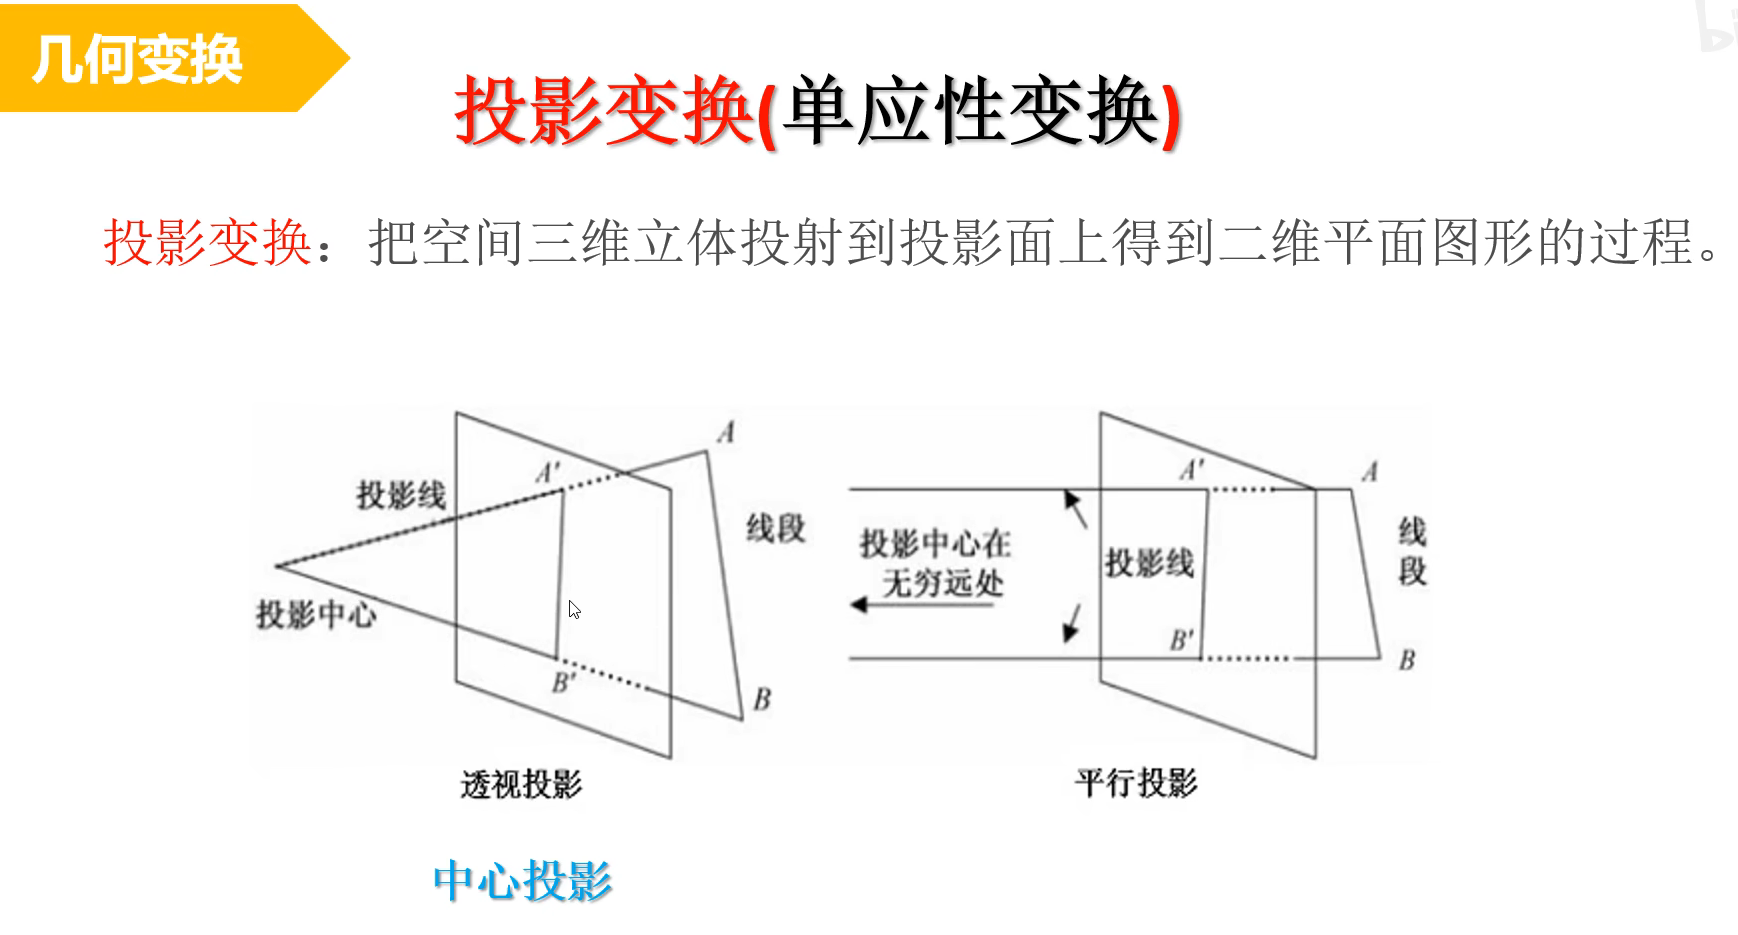 几何变换
投影变换(单应性变换)
投影变换：把空间三维立体投射到投影面上得到二维平面图形的过程。
A
A'
投影线
线段
投影中心
B'
B
透视投影
A'
A
投影中心在
无穷远处
投影线
线
段
B'
B
平行投影
中心投影